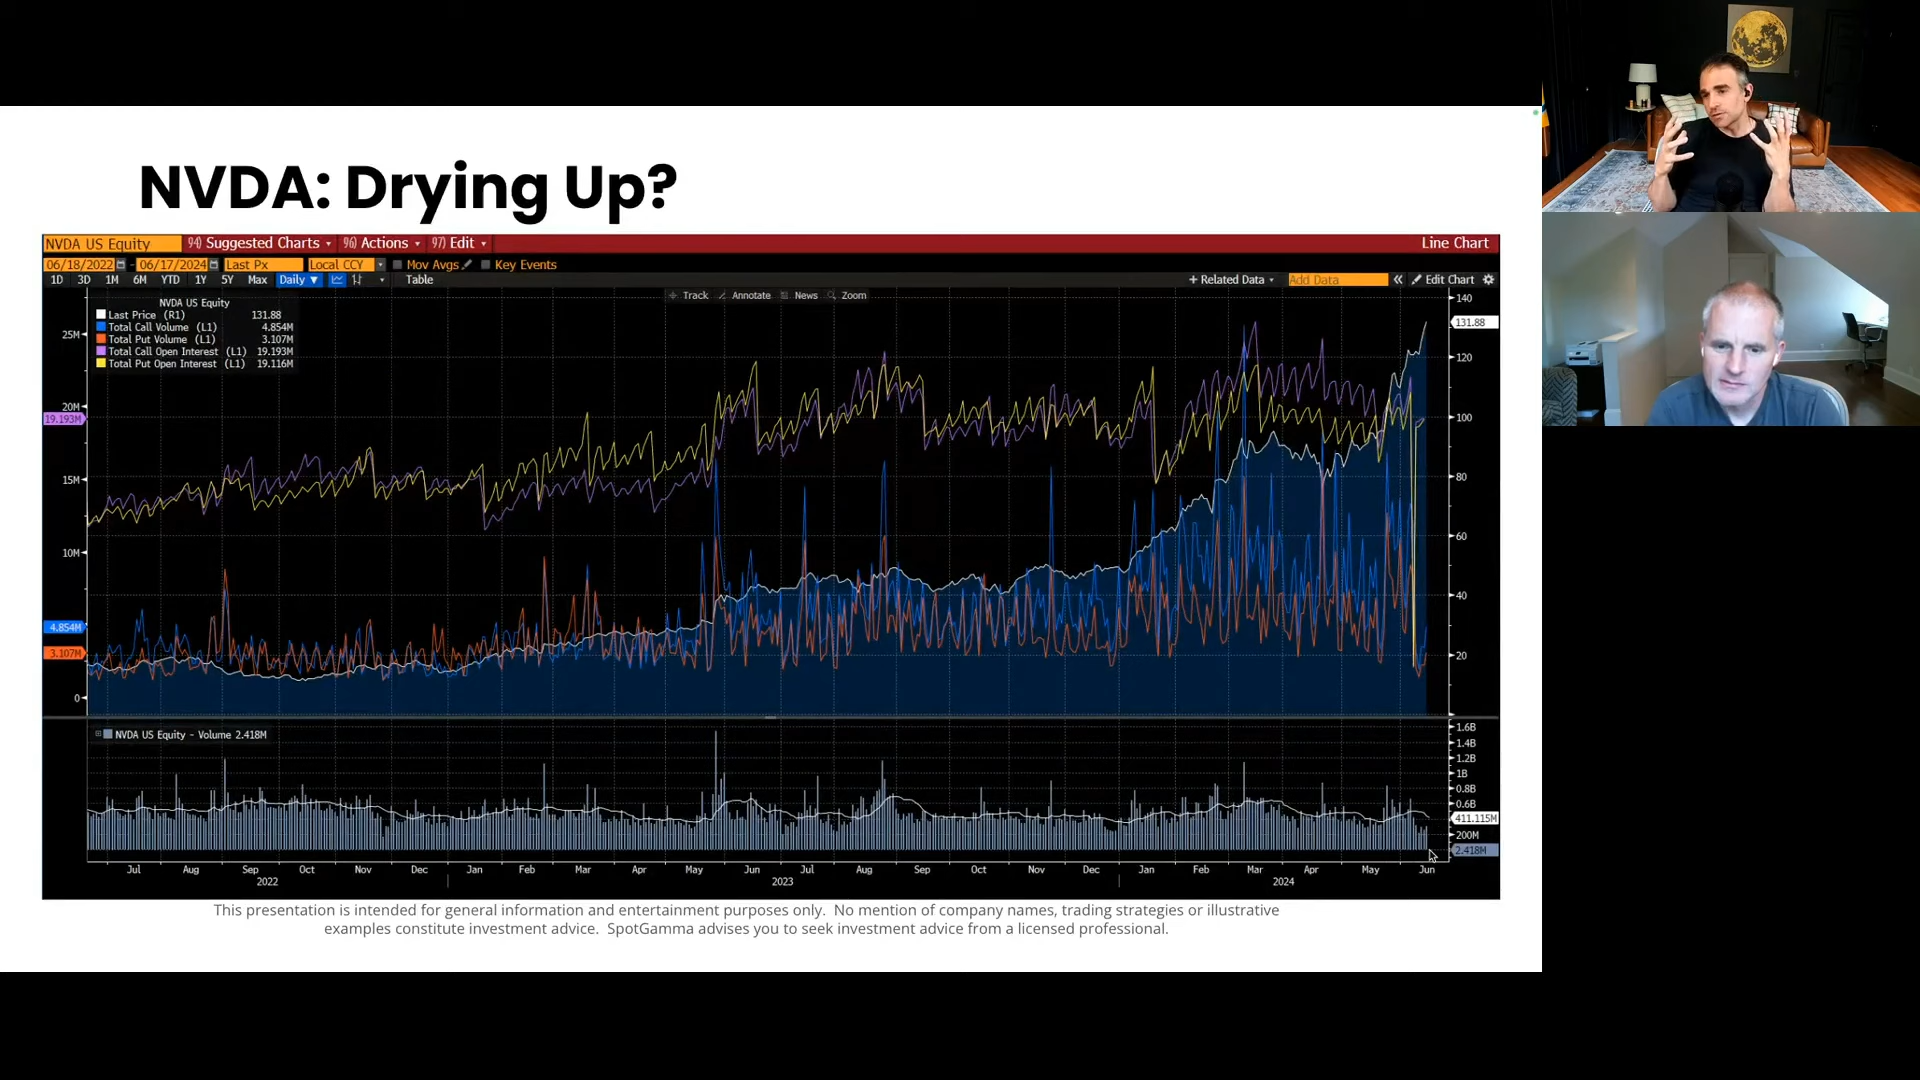 NVDA: Drying Up?
NVDA US Equity 94) Suggested Charts 96) Actions 97) Edit Line Chart
06/18/2022 - 06/17/2024 Last Px Local CCY Mov Avgs Key Events
1D 3D 1M 6M YTD 1Y 5Y Max Daily ▼ Table + Related Data Add Data « Edit Chart
Track Annotate News Zoom
NVDA US Equity
Last Price (R1) 131.88
Total Call Volume (L1) 4.854M
Total Put Volume (L1) 3.107M
Total Call Open Interest (L1) 19.193M
Total Put Open Interest (L1) 19.116M
25M
20M
19.193M
15M
10M
4.854M
3.107M
0
140
131.88
120
100
80
60
40
20
NVDA US Equity - Volume 2.418M
1.6B
1.4B
1.2B
1B
0.8B
0.6B
411.115M
200M
2.418M
Jul Aug Sep Oct Nov Dec Jan Feb Mar Apr May Jun Jul Aug Sep Oct Nov Dec Jan Feb Mar Apr May Jun
2022 2023 2024
This presentation is intended for general information and entertainment purposes only. No mention of company names, trading strategies or illustrative
examples constitute investment advice. SpotGamma advises you to seek investment advice from a licensed professional.